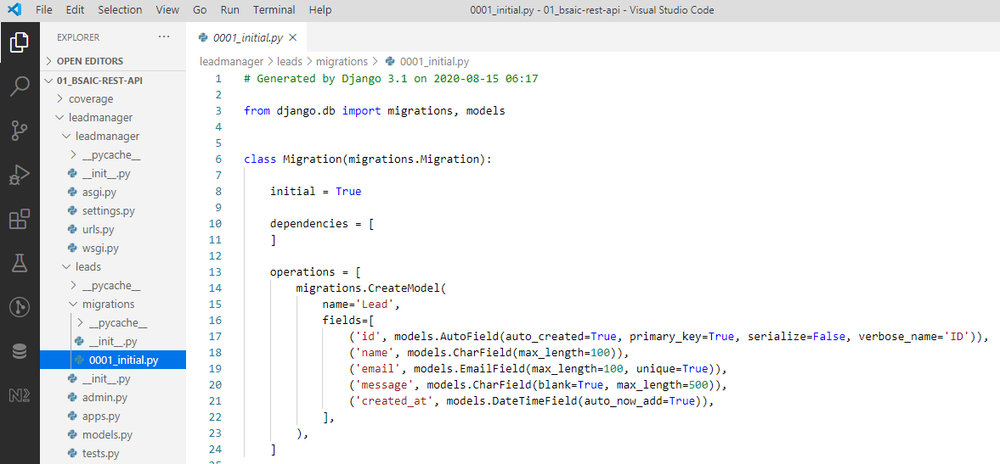 File Edit Selection View Go Run Terminal Help 0001_initial.py - 01_bsaic-rest-api - Visual Studio Code
EXPLORER ...
OPEN EDITORS
01_BSAIC-REST-API
coverage
leadmanager
leadmanager
__pycache__
__init__.py
asgi.py
settings.py
urls.py
wsgi.py
leads
__pycache__
migrations
__pycache__
__init__.py
0001_initial.py
__init__.py
admin.py
apps.py
models.py
tests.py
0001_initial.py
leadmanager > leads > migrations > 0001_initial.py
1 # Generated by Django 3.1 on 2020-08-15 06:17
2
3 from django.db import migrations, models
4
5
6 class Migration(migrations.Migration):
7
8 initial = True
9
10 dependencies = [
11 ]
12
13 operations = [
14 migrations.CreateModel(
15 name='Lead',
16 fields=[
17 ('id', models.AutoField(auto_created=True, primary_key=True, serialize=False, verbose_name='ID')),
18 ('name', models.CharField(max_length=100)),
19 ('email', models.EmailField(max_length=100, unique=True)),
20 ('message', models.CharField(blank=True, max_length=500)),
21 ('created_at', models.DateTimeField(auto_now_add=True)),
22 ],
23 ),
24 ]